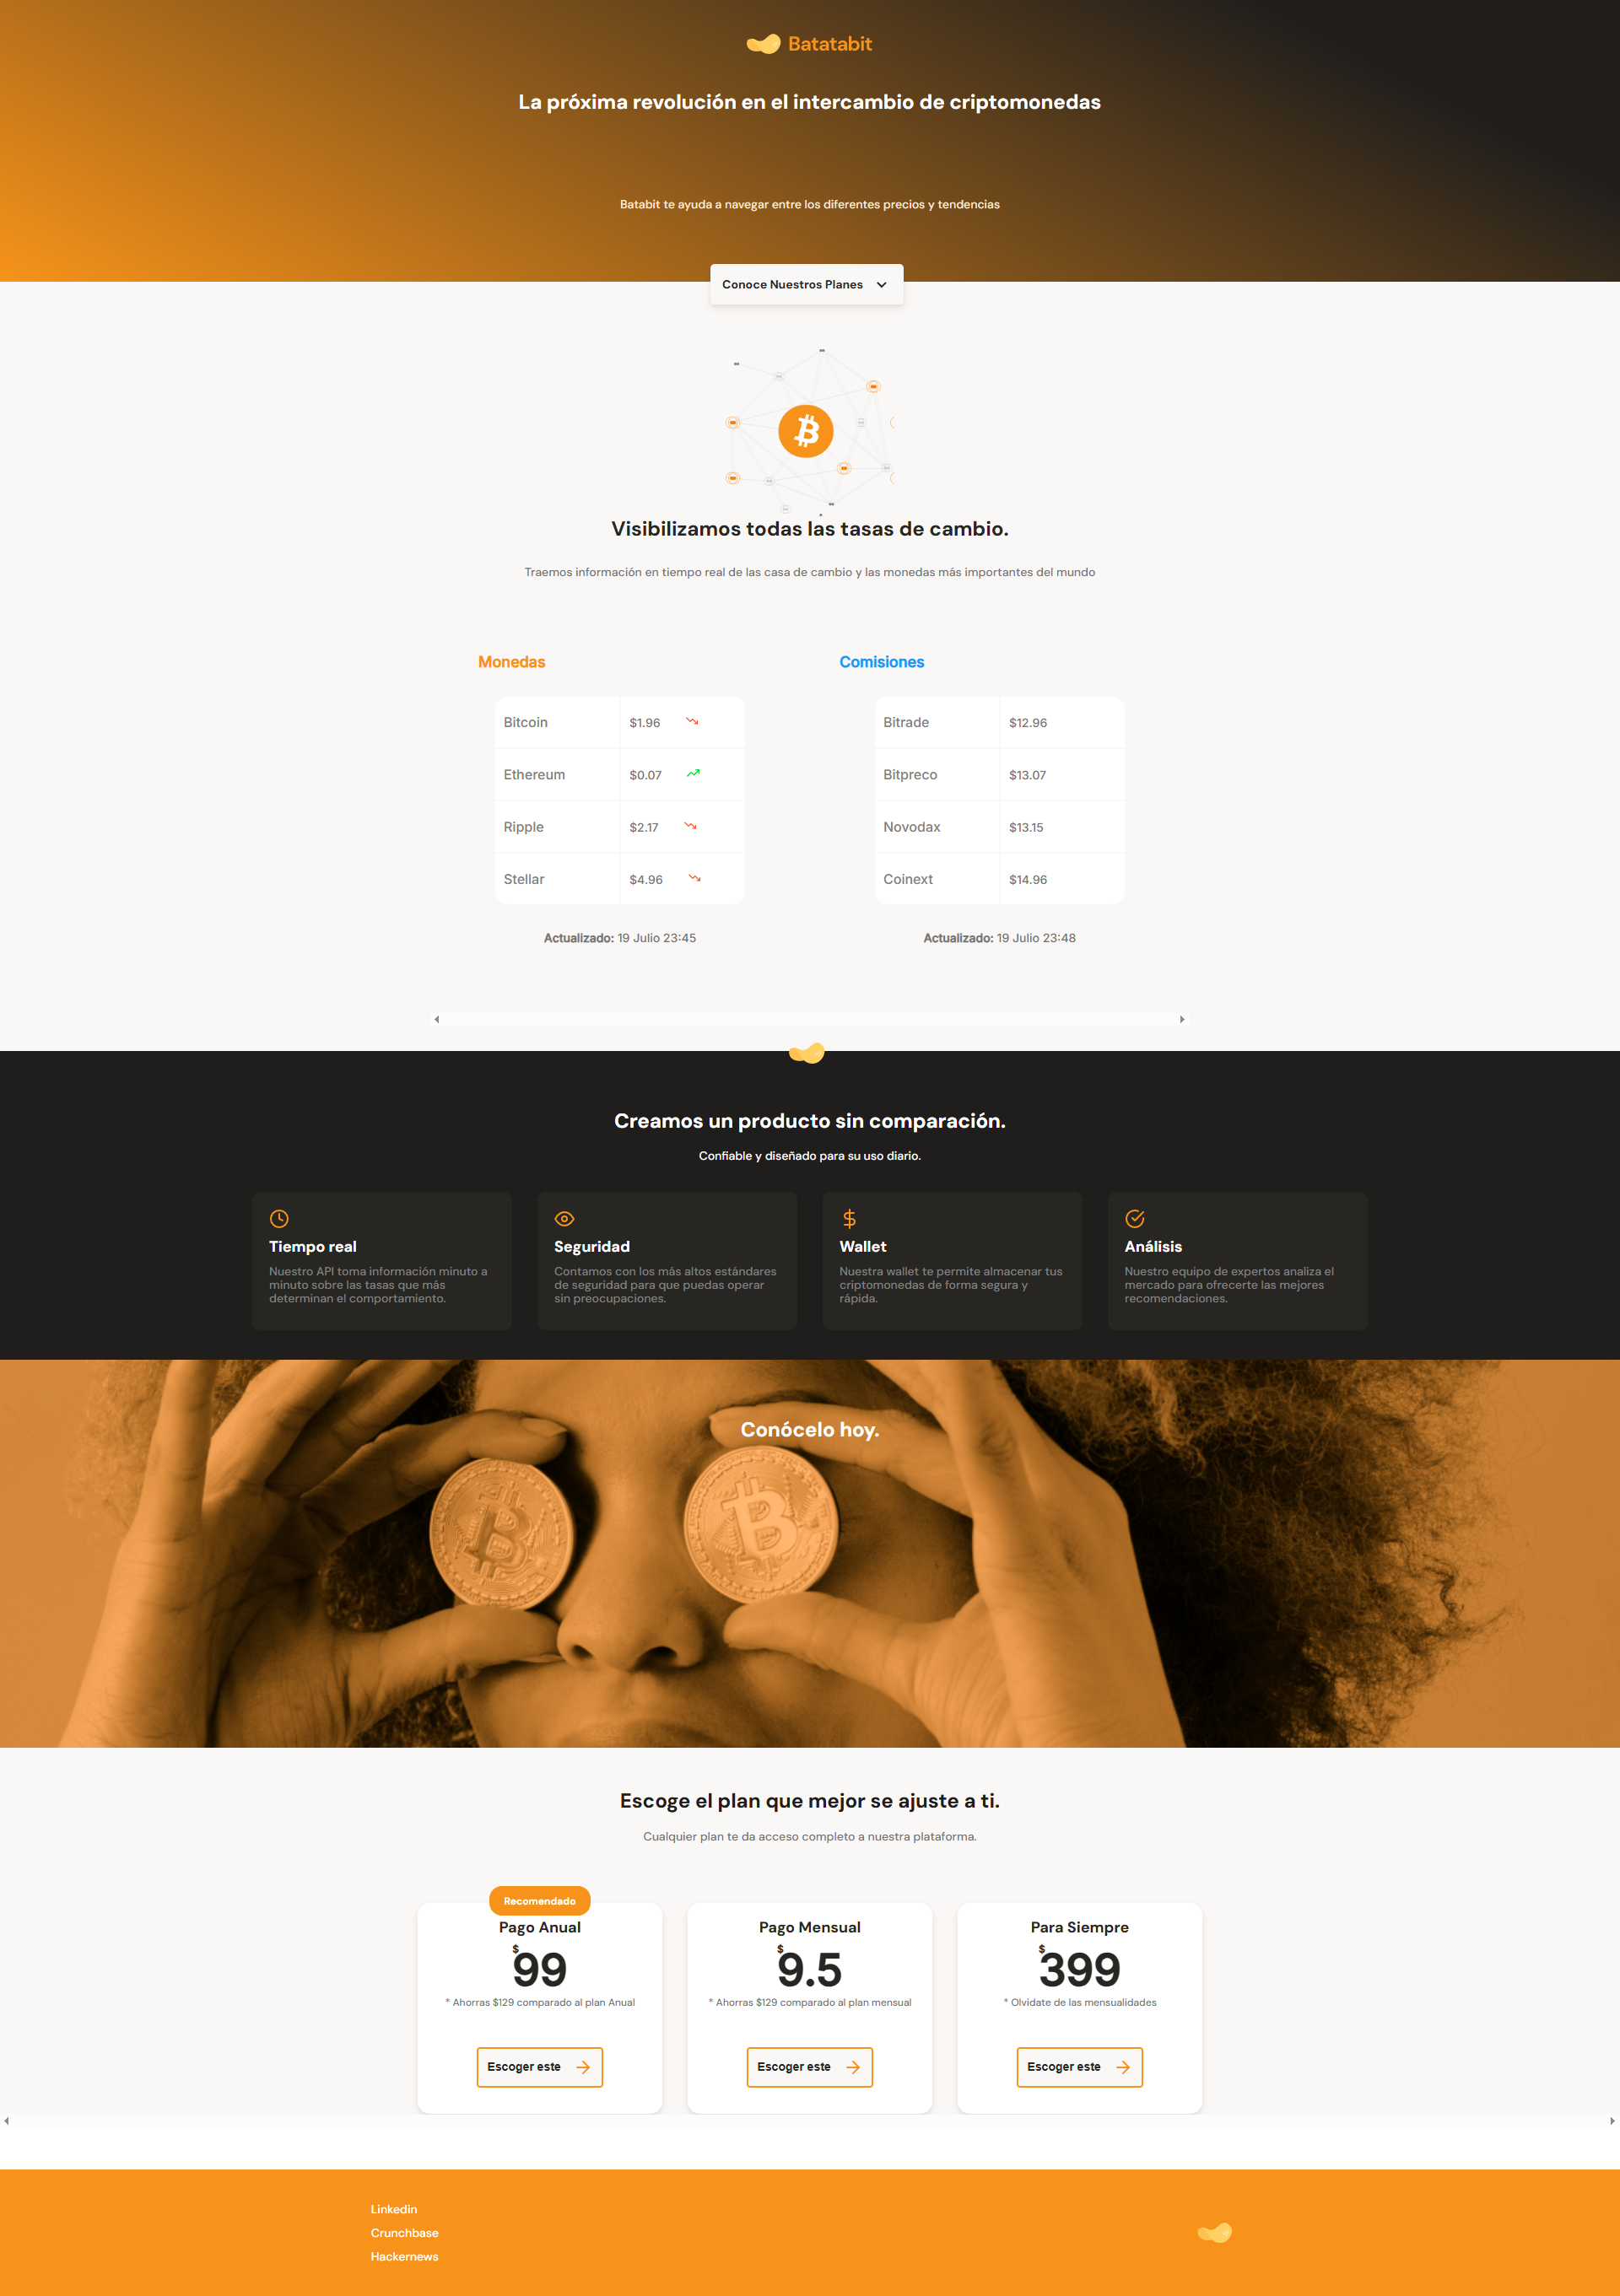 Batatabit
La próxima revolución en el intercambio de criptomonedas
Batabit te ayuda a navegar entre los diferentes precios y tendencias
Conoce Nuestros Planes
Visibilizamos todas las tasas de cambio.
Traemos información en tiempo real de las casa de cambio y las monedas más importantes del mundo
Monedas
Bitcoin $1.96
Ethereum $0.07
Ripple $2.17
Stellar $4.96
Actualizado: 19 Julio 23:45
Comisiones
Bitrade $12.96
Bitpreco $13.07
Novodax $13.15
Coinext $14.96
Actualizado: 19 Julio 23:48
Creamos un producto sin comparación.
Confiable y diseñado para su uso diario.
Tiempo real
Nuestro API toma información minuto a
minuto sobre las tasas que más
determinan el comportamiento.
Seguridad
Contamos con los más altos estándares
de seguridad para que puedas operar
sin preocupaciones.
Wallet
Nuestra wallet te permite almacenar tus
criptomonedas de forma segura y
rápida.
Análisis
Nuestro equipo de expertos analiza el
mercado para ofrecerte las mejores
recomendaciones.
Conócelo hoy.
Escoge el plan que mejor se ajuste a ti.
Cualquier plan te da acceso completo a nuestra plataforma.
Recomendado
Pago Anual
$99
* Ahorras $129 comparado al plan Anual
Escoger este
Pago Mensual
$9.5
* Ahorras $129 comparado al plan mensual
Escoger este
Para Siempre
$399
* Olvidate de las mensualidades
Escoger este
Linkedin
Crunchbase
Hackernews